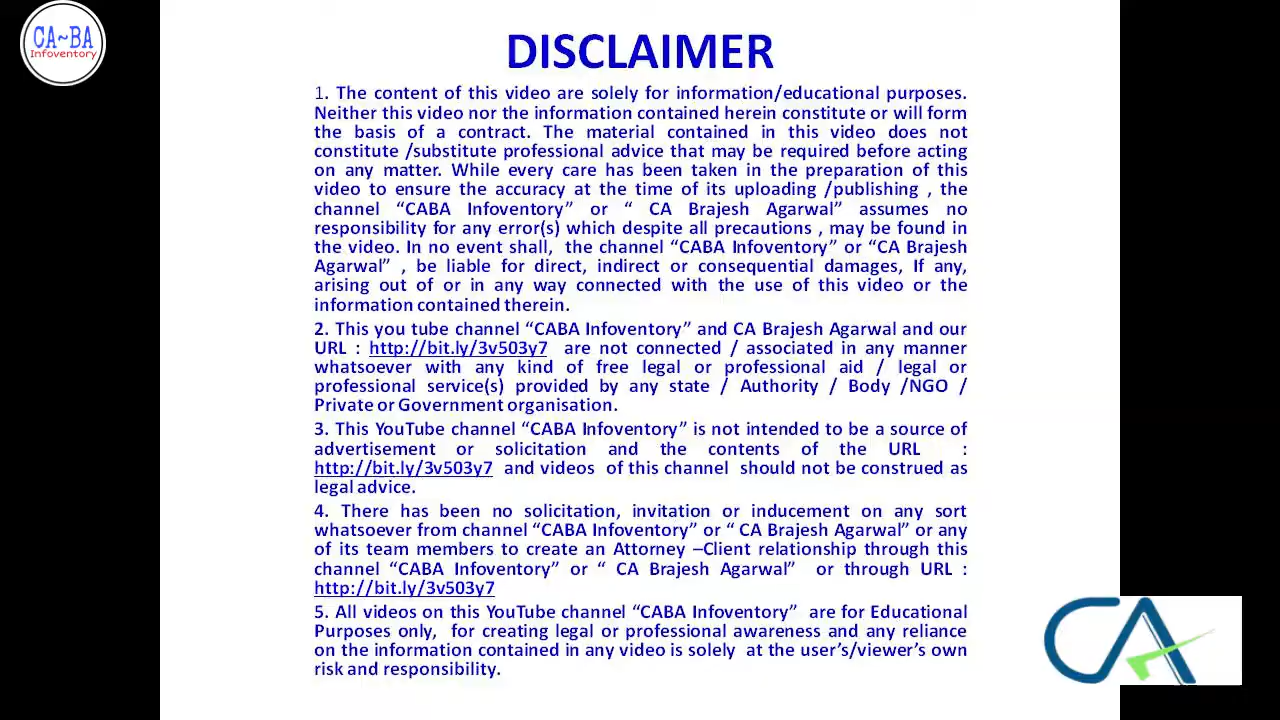 CA~BA
Infoventory
DISCLAIMER
1. The content of this video are solely for information/educational purposes.
Neither this video nor the information contained herein constitute or will form
the basis of a contract. The material contained in this video does not
constitute /substitute professional advice that may be required before acting
on any matter. While every care has been taken in the preparation of this
video to ensure the accuracy at the time of its uploading /publishing , the
channel “CABA Infoventory” or “ CA Brajesh Agarwal” assumes no
responsibility for any error(s) which despite all precautions , may be found in
the video. In no event shall, the channel “CABA Infoventory” or “CA Brajesh
Agarwal” , be liable for direct, indirect or consequential damages, If any,
arising out of or in any way connected with the use of this video or the
information contained therein.
2. This you tube channel “CABA Infoventory” and CA Brajesh Agarwal and our
URL : http://bit.ly/3v503y7 are not connected / associated in any manner
whatsoever with any kind of free legal or professional aid / legal or
professional service(s) provided by any state / Authority / Body /NGO /
Private or Government organisation.
3. This YouTube channel “CABA Infoventory” is not intended to be a source of
advertisement or solicitation and the contents of the URL :
http://bit.ly/3v503y7 and videos of this channel should not be construed as
legal advice.
4. There has been no solicitation, invitation or inducement on any sort
whatsoever from channel “CABA Infoventory” or “ CA Brajesh Agarwal” or any
of its team members to create an Attorney –Client relationship through this
channel “CABA Infoventory” or “ CA Brajesh Agarwal” or through URL :
http://bit.ly/3v503y7
5. All videos on this YouTube channel “CABA Infoventory” are for Educational
Purposes only, for creating legal or professional awareness and any reliance
on the information contained in any video is solely at the user’s/viewer’s own
risk and responsibility.
CA